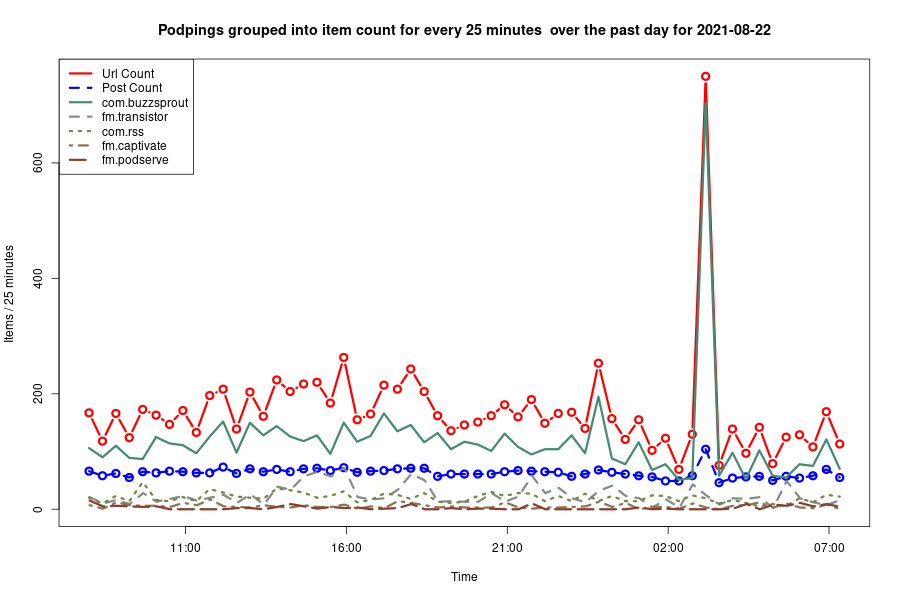 Podpings grouped into item count for every 25 minutes  over the past day for 2021-08-22
Url Count
Post Count
com.buzzsprout
fm.transistor
com.rss
fm.captivate
fm.podserve
Items / 25 minutes
600
400
200
0
11:00
16:00
21:00
02:00
07:00
Time